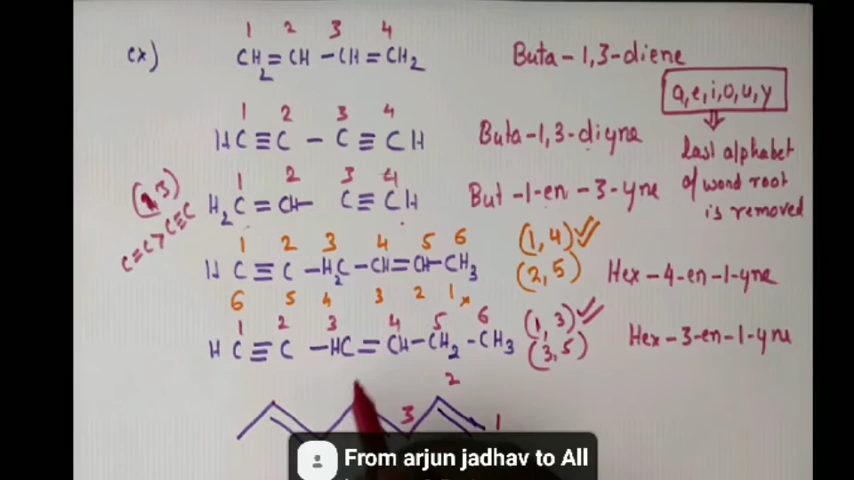 1 2 3 4
ex) CH2=CH-CH=CH2 Buta-1,3-diene
a,e,i,o,u,y
1 2 3 4
HC≡C - C≡CH Buta-1,3-diyne
last alphabet
of word root
is removed
(1,3)
1 2 3 4
H2C=CH- C≡CH But-1-en-3-yne
C=C>C≡C
1 2 3 4 5 6 (1,4)✓
HC≡C-H2C-CH=CH-CH3 (2,5) Hex-4-en-1-yne
6 5 4 3 2 1 x
1 2 3 4 5 6 (1,3)✓
HC≡C-HC=CH-CH2-CH3 (3,5) Hex-3-en-1-yne
2
3 1
From arjun jadhav to All